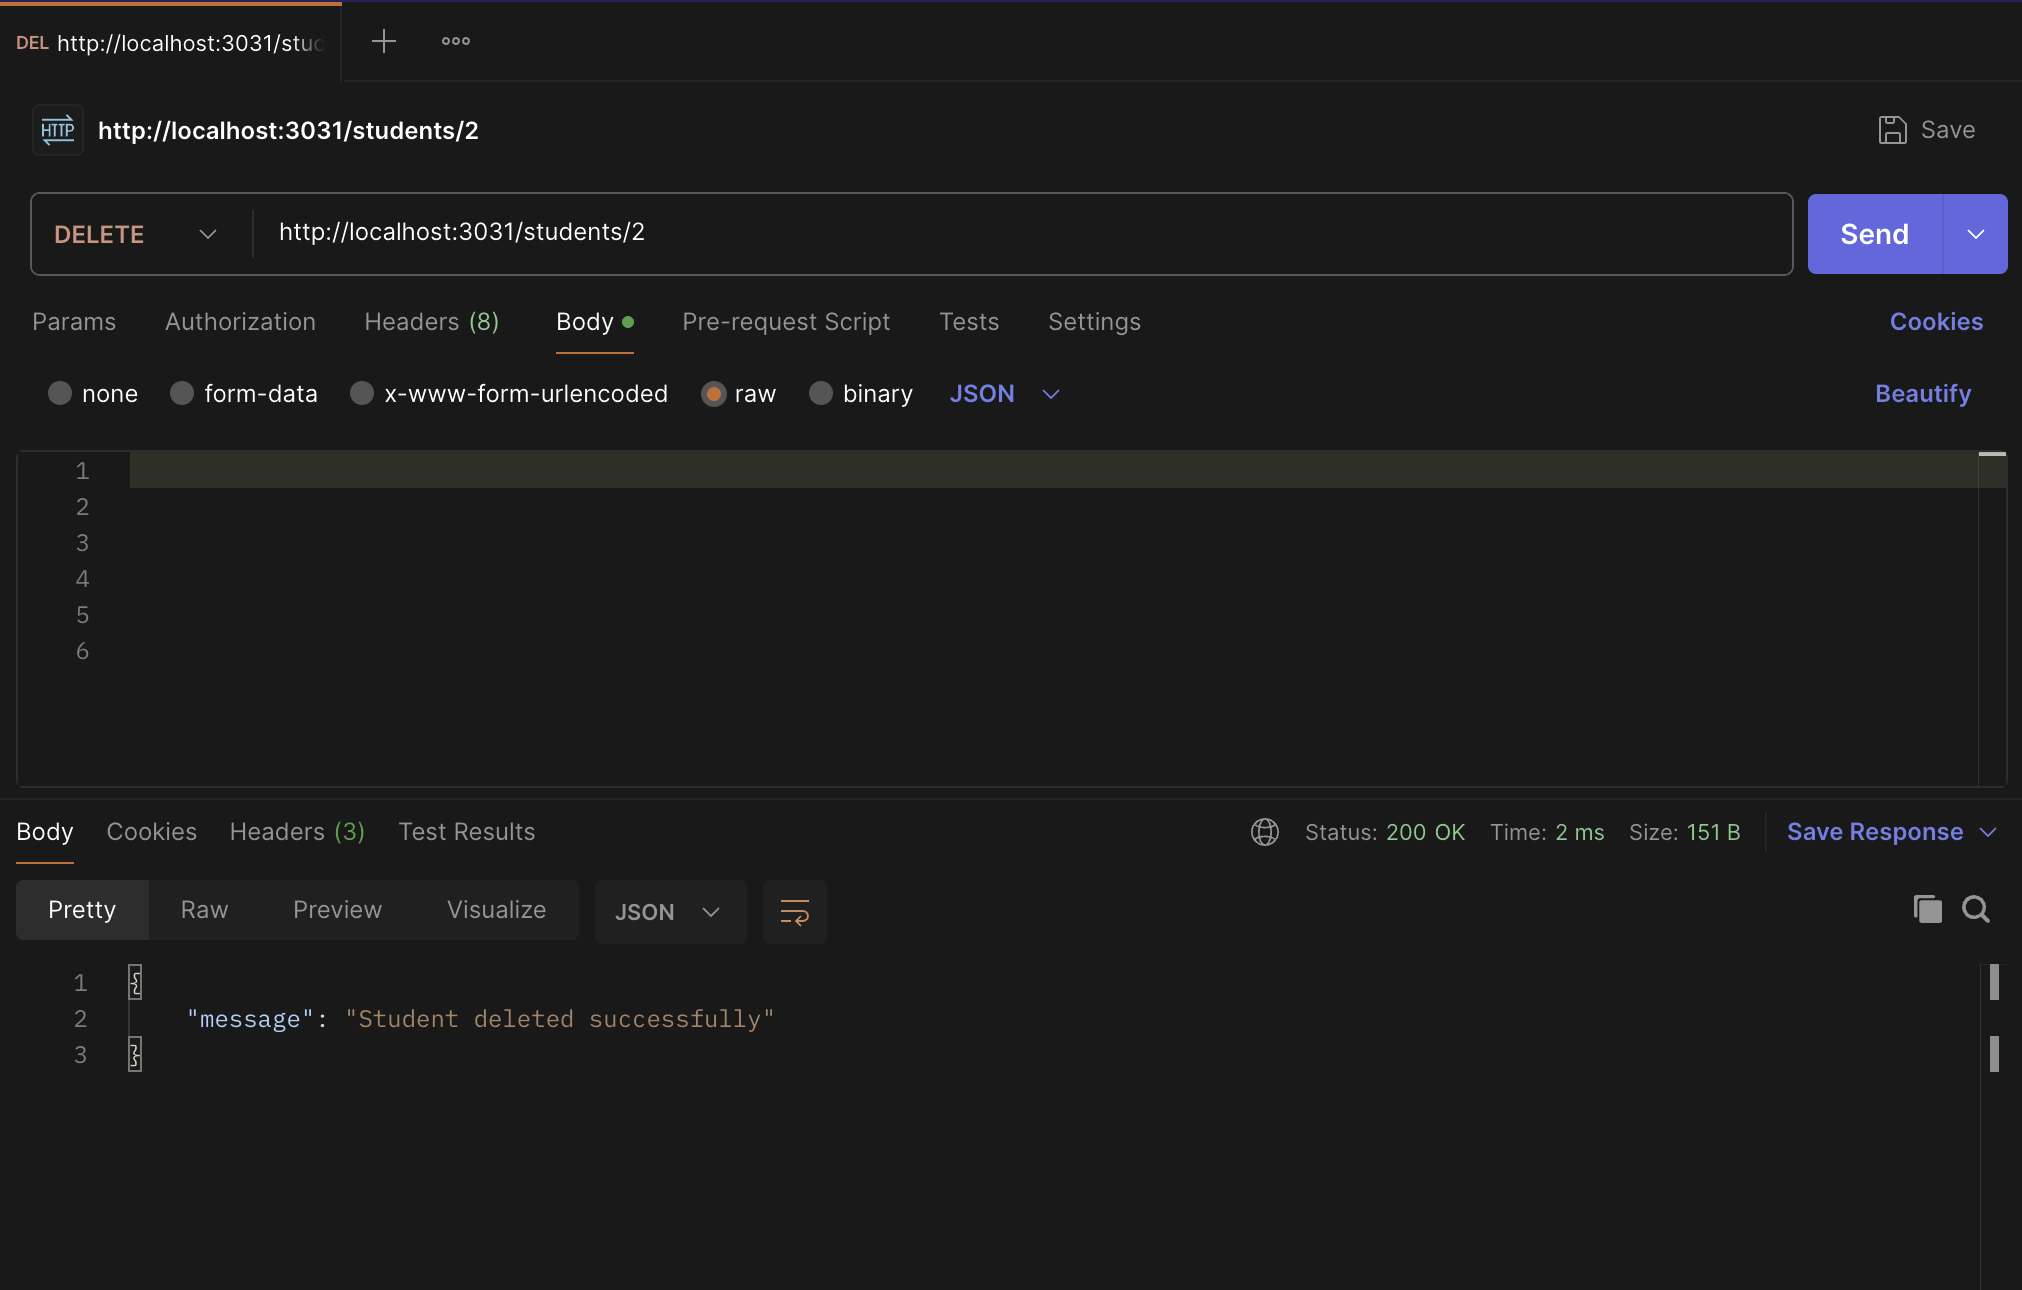 DEL http://localhost:3031/stud
HTTP http://localhost:3031/students/2 Save
DELETE http://localhost:3031/students/2 Send
Params Authorization Headers (8) Body Pre-request Script Tests Settings Cookies
none form-data x-www-form-urlencoded raw binary JSON Beautify
1
2
3
4
5
6
Body Cookies Headers (3) Test Results Status: 200 OK Time: 2 ms Size: 151 B Save Response
Pretty Raw Preview Visualize JSON
1 {
2 "message": "Student deleted successfully"
3 }